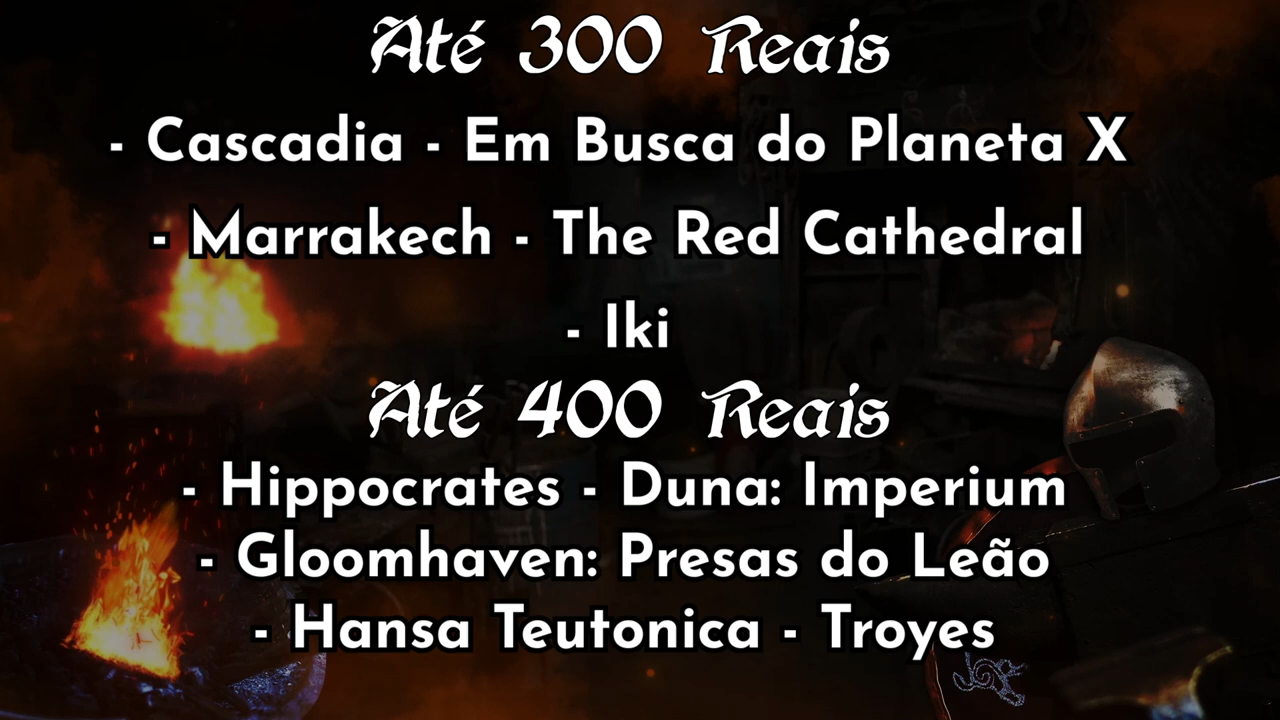 Até 300 Reais
- Cascadia - Em Busca do Planeta X
- Marrakech - The Red Cathedral
- Iki
Até 400 Reais
- Hippocrates - Duna: Imperium
- Gloomhaven: Presas do Leão
- Hansa Teutonica - Troyes